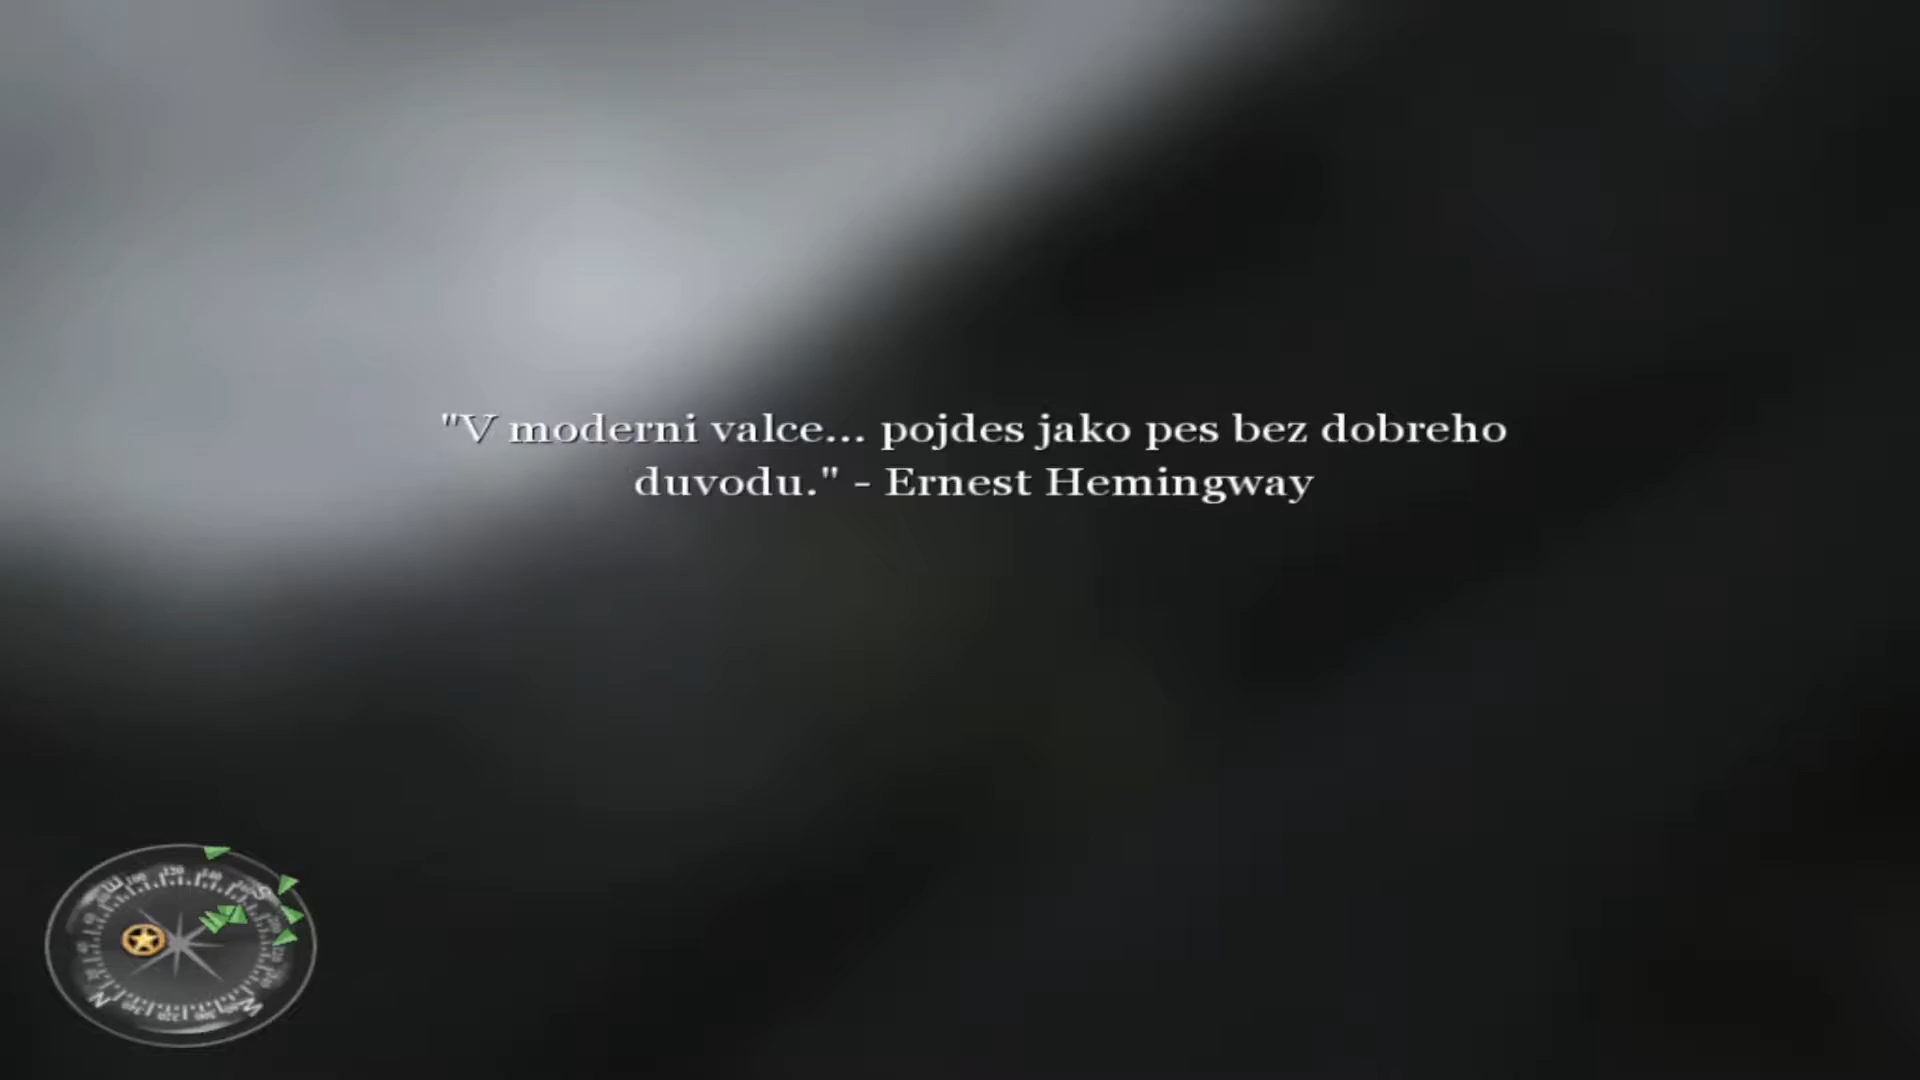 "V moderni valce... pojdes jako pes bez dobreho
duvodu." - Ernest Hemingway